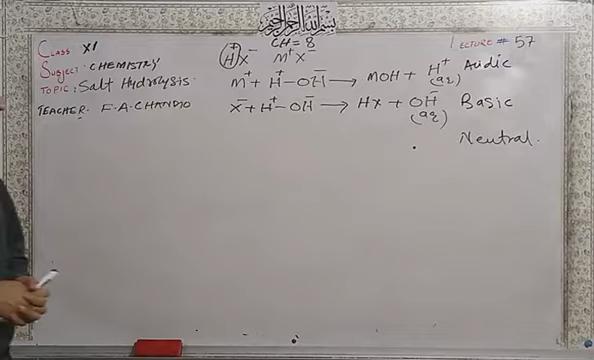 بسم الله الرحمن الرحيم
CLASS XI
CH = 8
LECTURE # 57
H⁺X⁻ M⁺X⁻
SUBJECT CHEMISTRY
TOPIC: Salt Hydrolysis
M⁺ + H⁺-OH⁻ → MOH + H⁺(aq) Acidic
TEACHER. F.A.CHANDIO
X⁻ + H⁺-OH⁻ → HX + OH⁻(aq) Basic
Neutral.